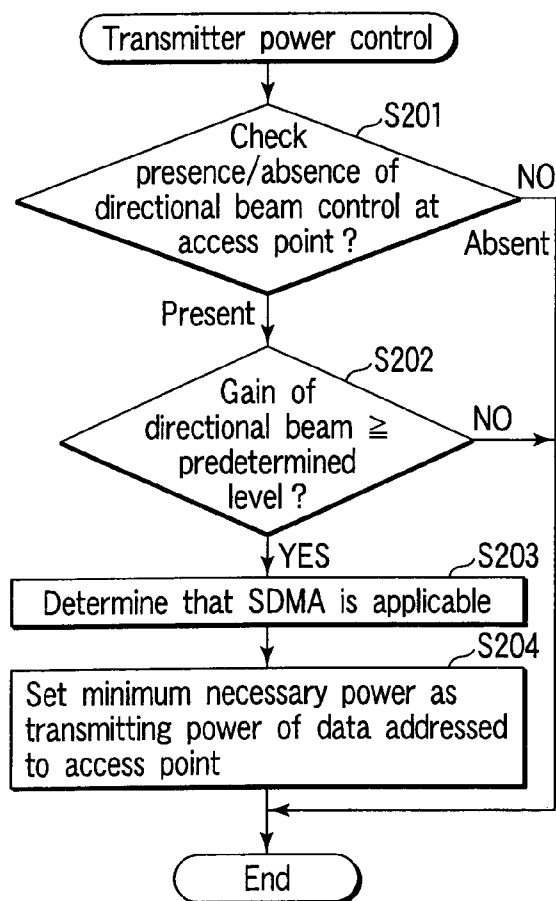 Transmitter power control
S201
Check
presence/absence of
directional beam control at
access point ?
NO
Absent
Present
S202
Gain of
directional beam ≧
predetermined
level ?
NO
YES
S203
Determine that SDMA is applicable
S204
Set minimum necessary power as
transmitting power of data addressed
to access point
End